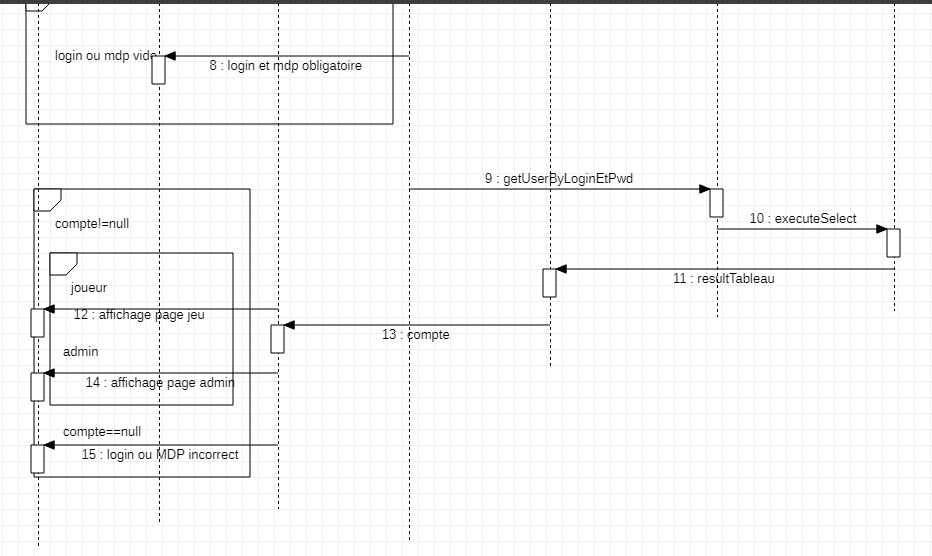 login ou mdp vide
8 : login et mdp obligatoire
9 : getUserByLoginEtPwd
10 : executeSelect
compte!=null
11 : resultTableau
joueur
12 : affichage page jeu
13 : compte
admin
14 : affichage page admin
compte==null
15 : login ou MDP incorrect